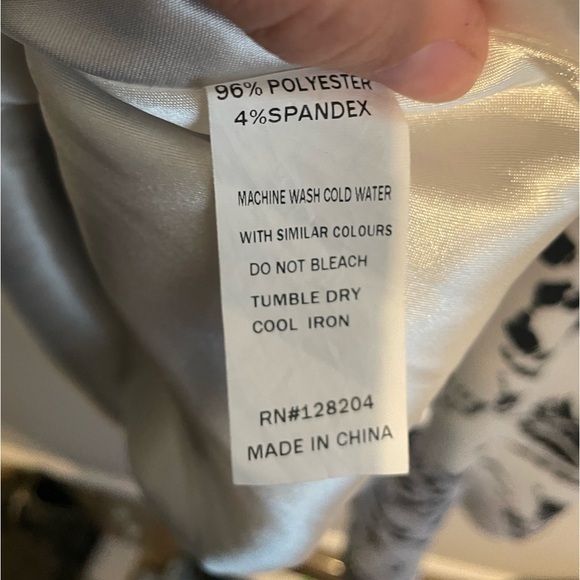 96% POLYESTER
4%SPANDEX
MACHINE WASH COLD WATER
WITH SIMILAR COLOURS
DO NOT BLEACH
TUMBLE DRY
COOL IRON
RN#128204
MADE IN CHINA